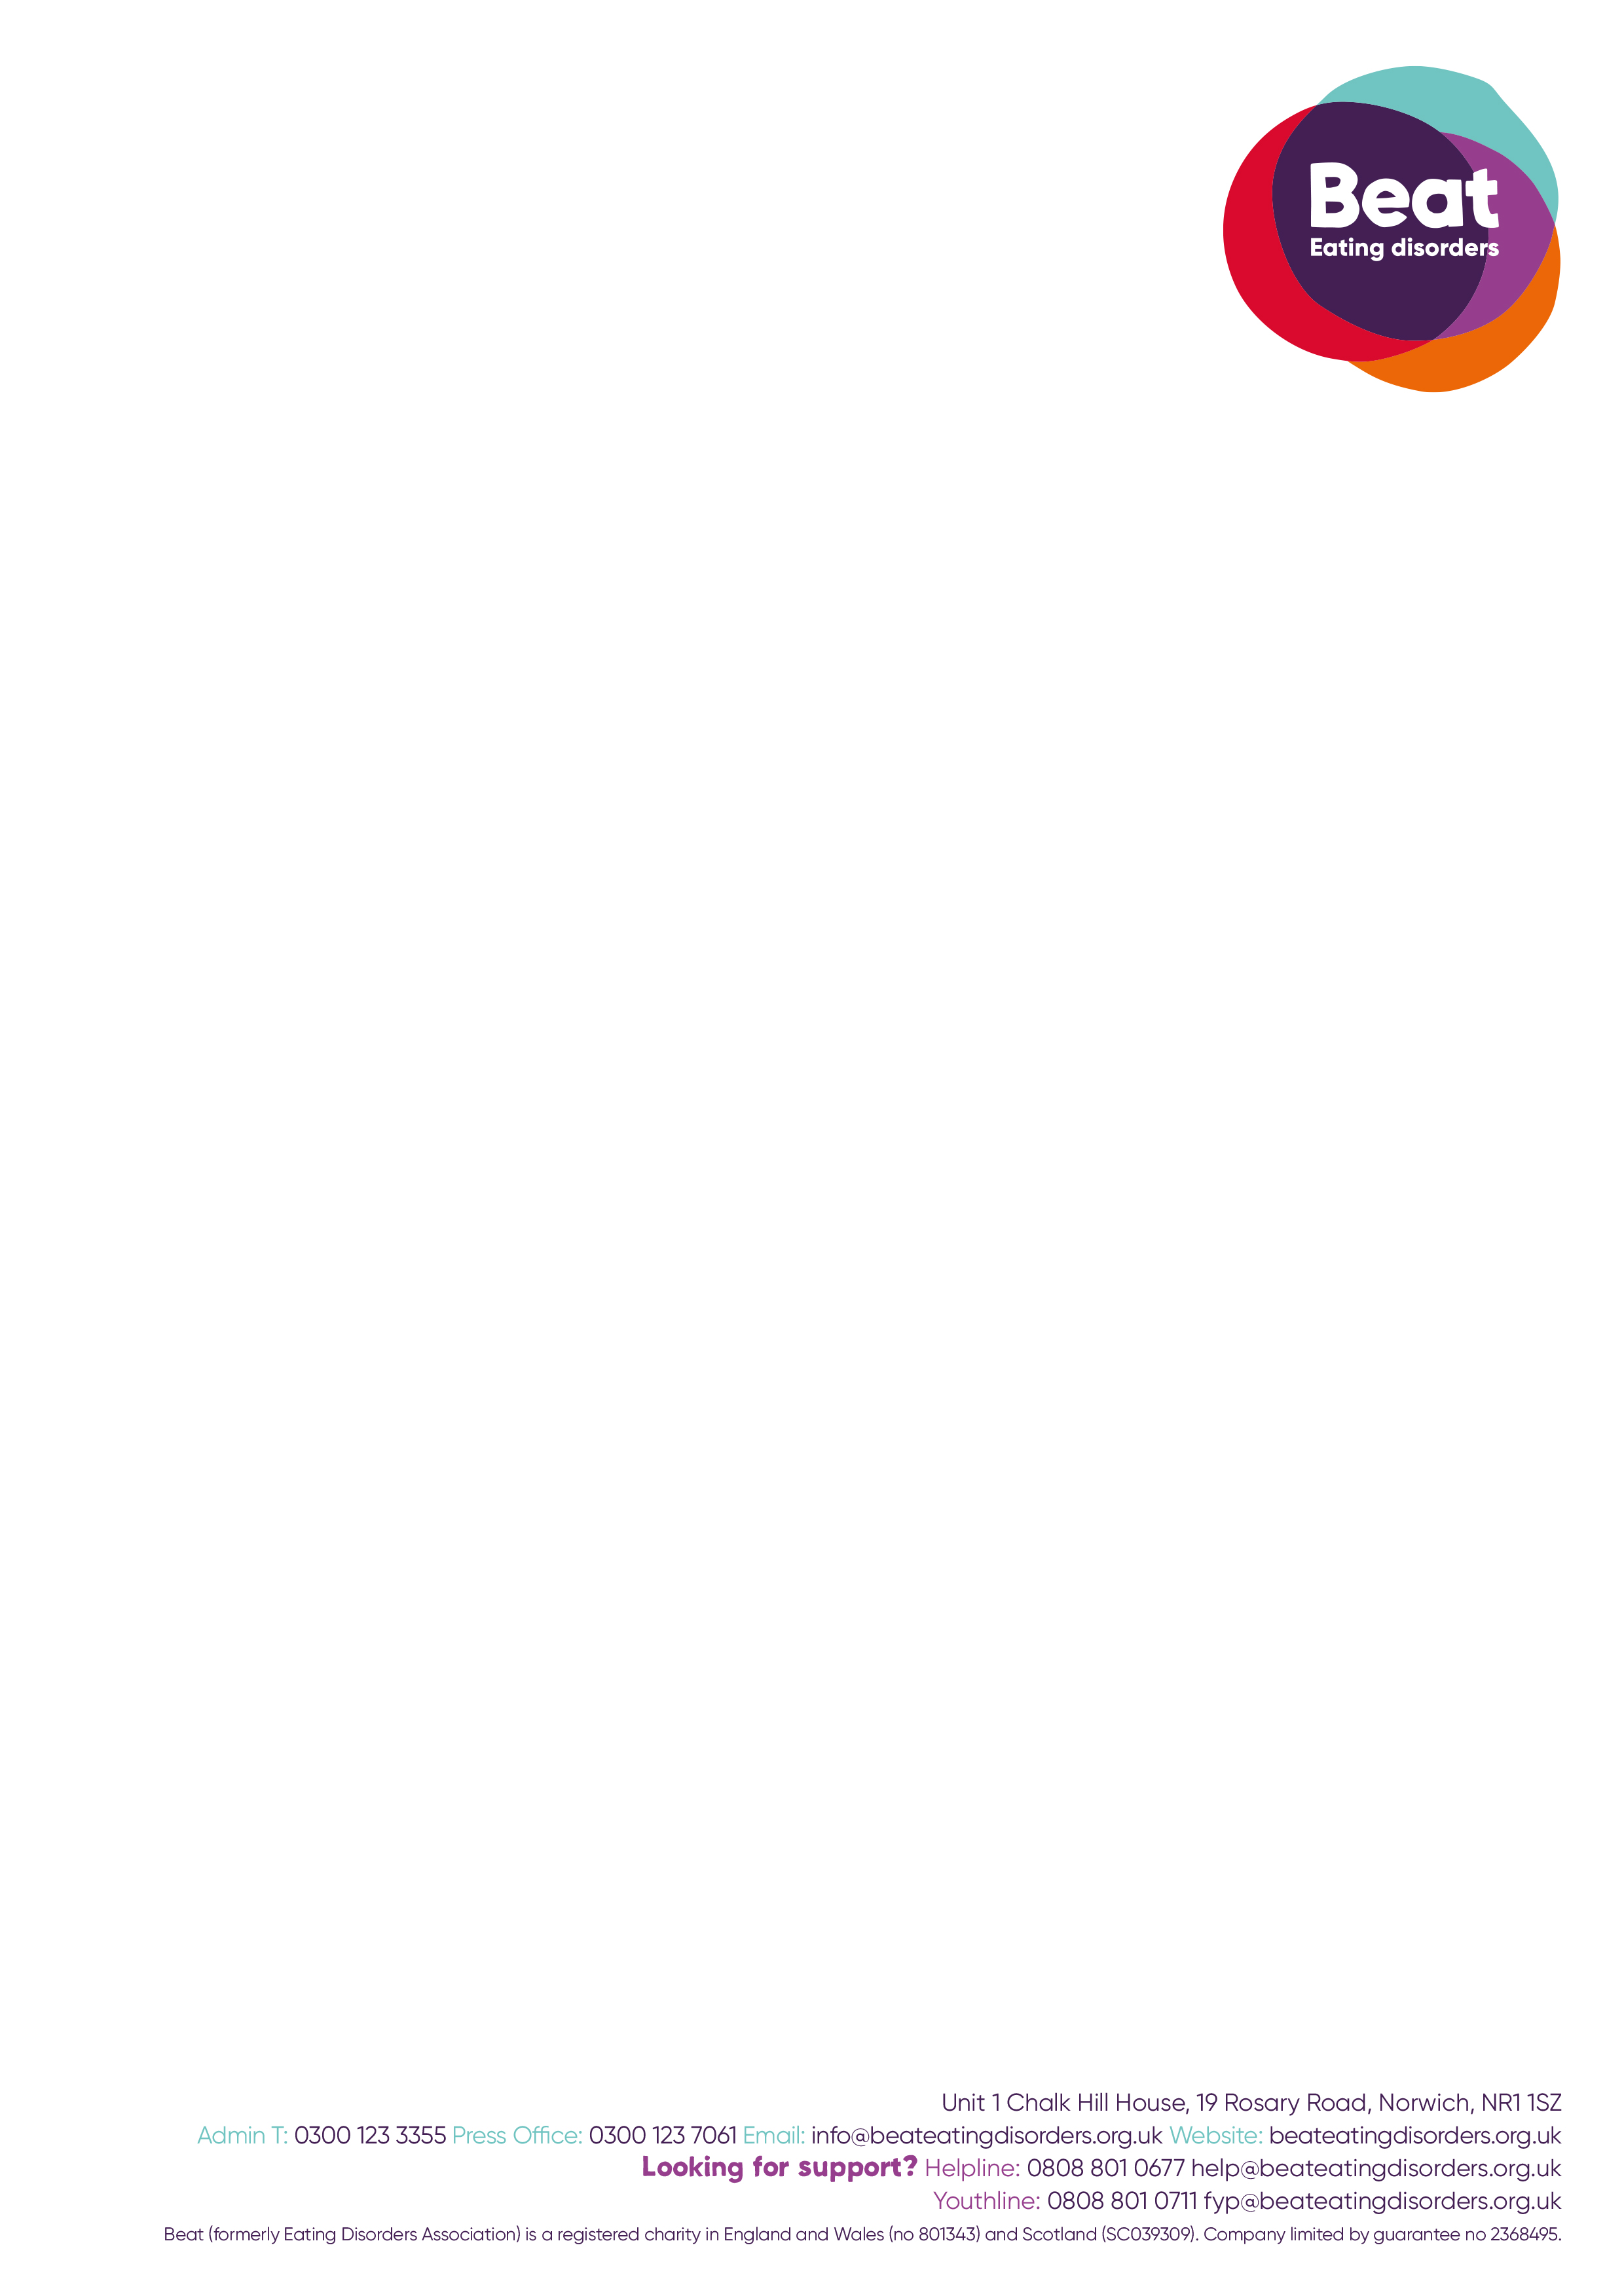 Beat
Eating disorders
Unit 1 Chalk Hill House, 19 Rosary Road, Norwich, NR1 1SZ
Admin T: 0300 123 3355 Press Office: 0300 123 7061 Email: info@beateatingdisorders.org.uk Website: beateatingdisorders.org.uk
Looking for support? Helpline: 0808 801 0677 help@beateatingdisorders.org.uk
Youthline: 0808 801 0711 fyp@beateatingdisorders.org.uk
Beat (formerly Eating Disorders Association) is a registered charity in England and Wales (no 801343) and Scotland (SC039309). Company limited by guarantee no 2368495.